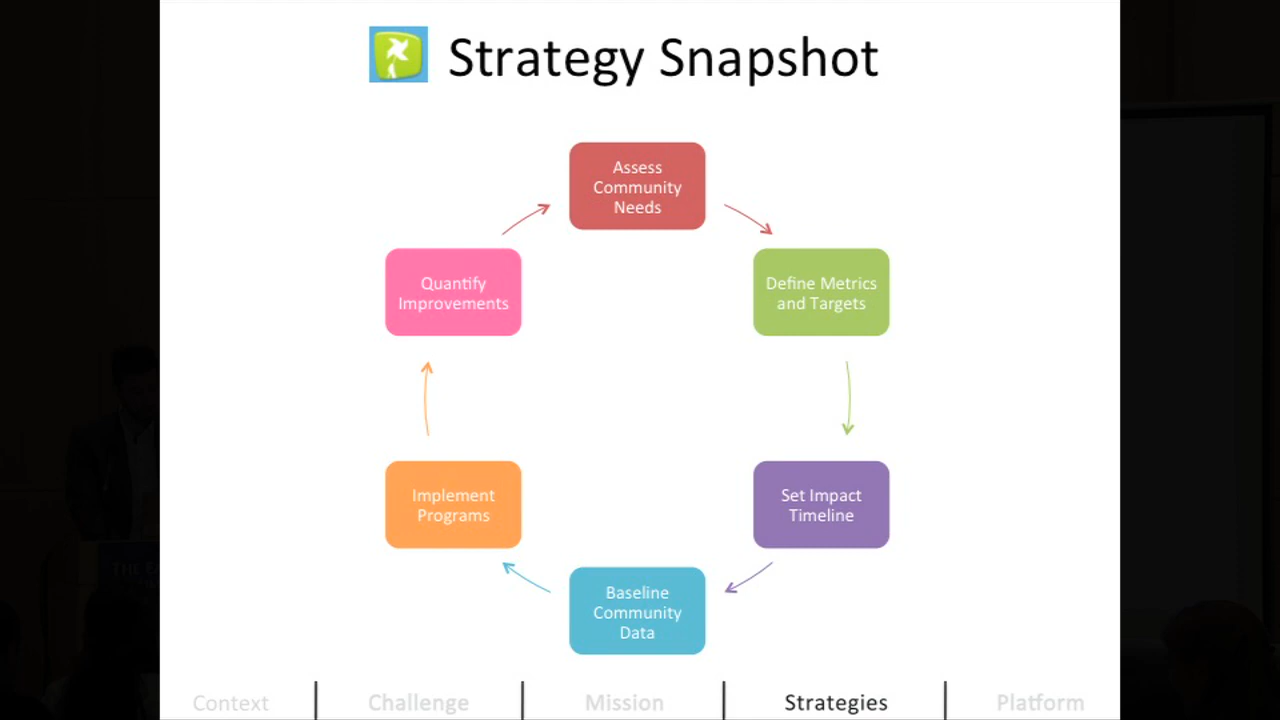 Strategy Snapshot
Assess
Community
Needs
Define Metrics
and Targets
Set Impact
Timeline
Baseline
Community
Data
Implement
Programs
Quantify
Improvements
Context
Challenge
Mission
Strategies
Platform